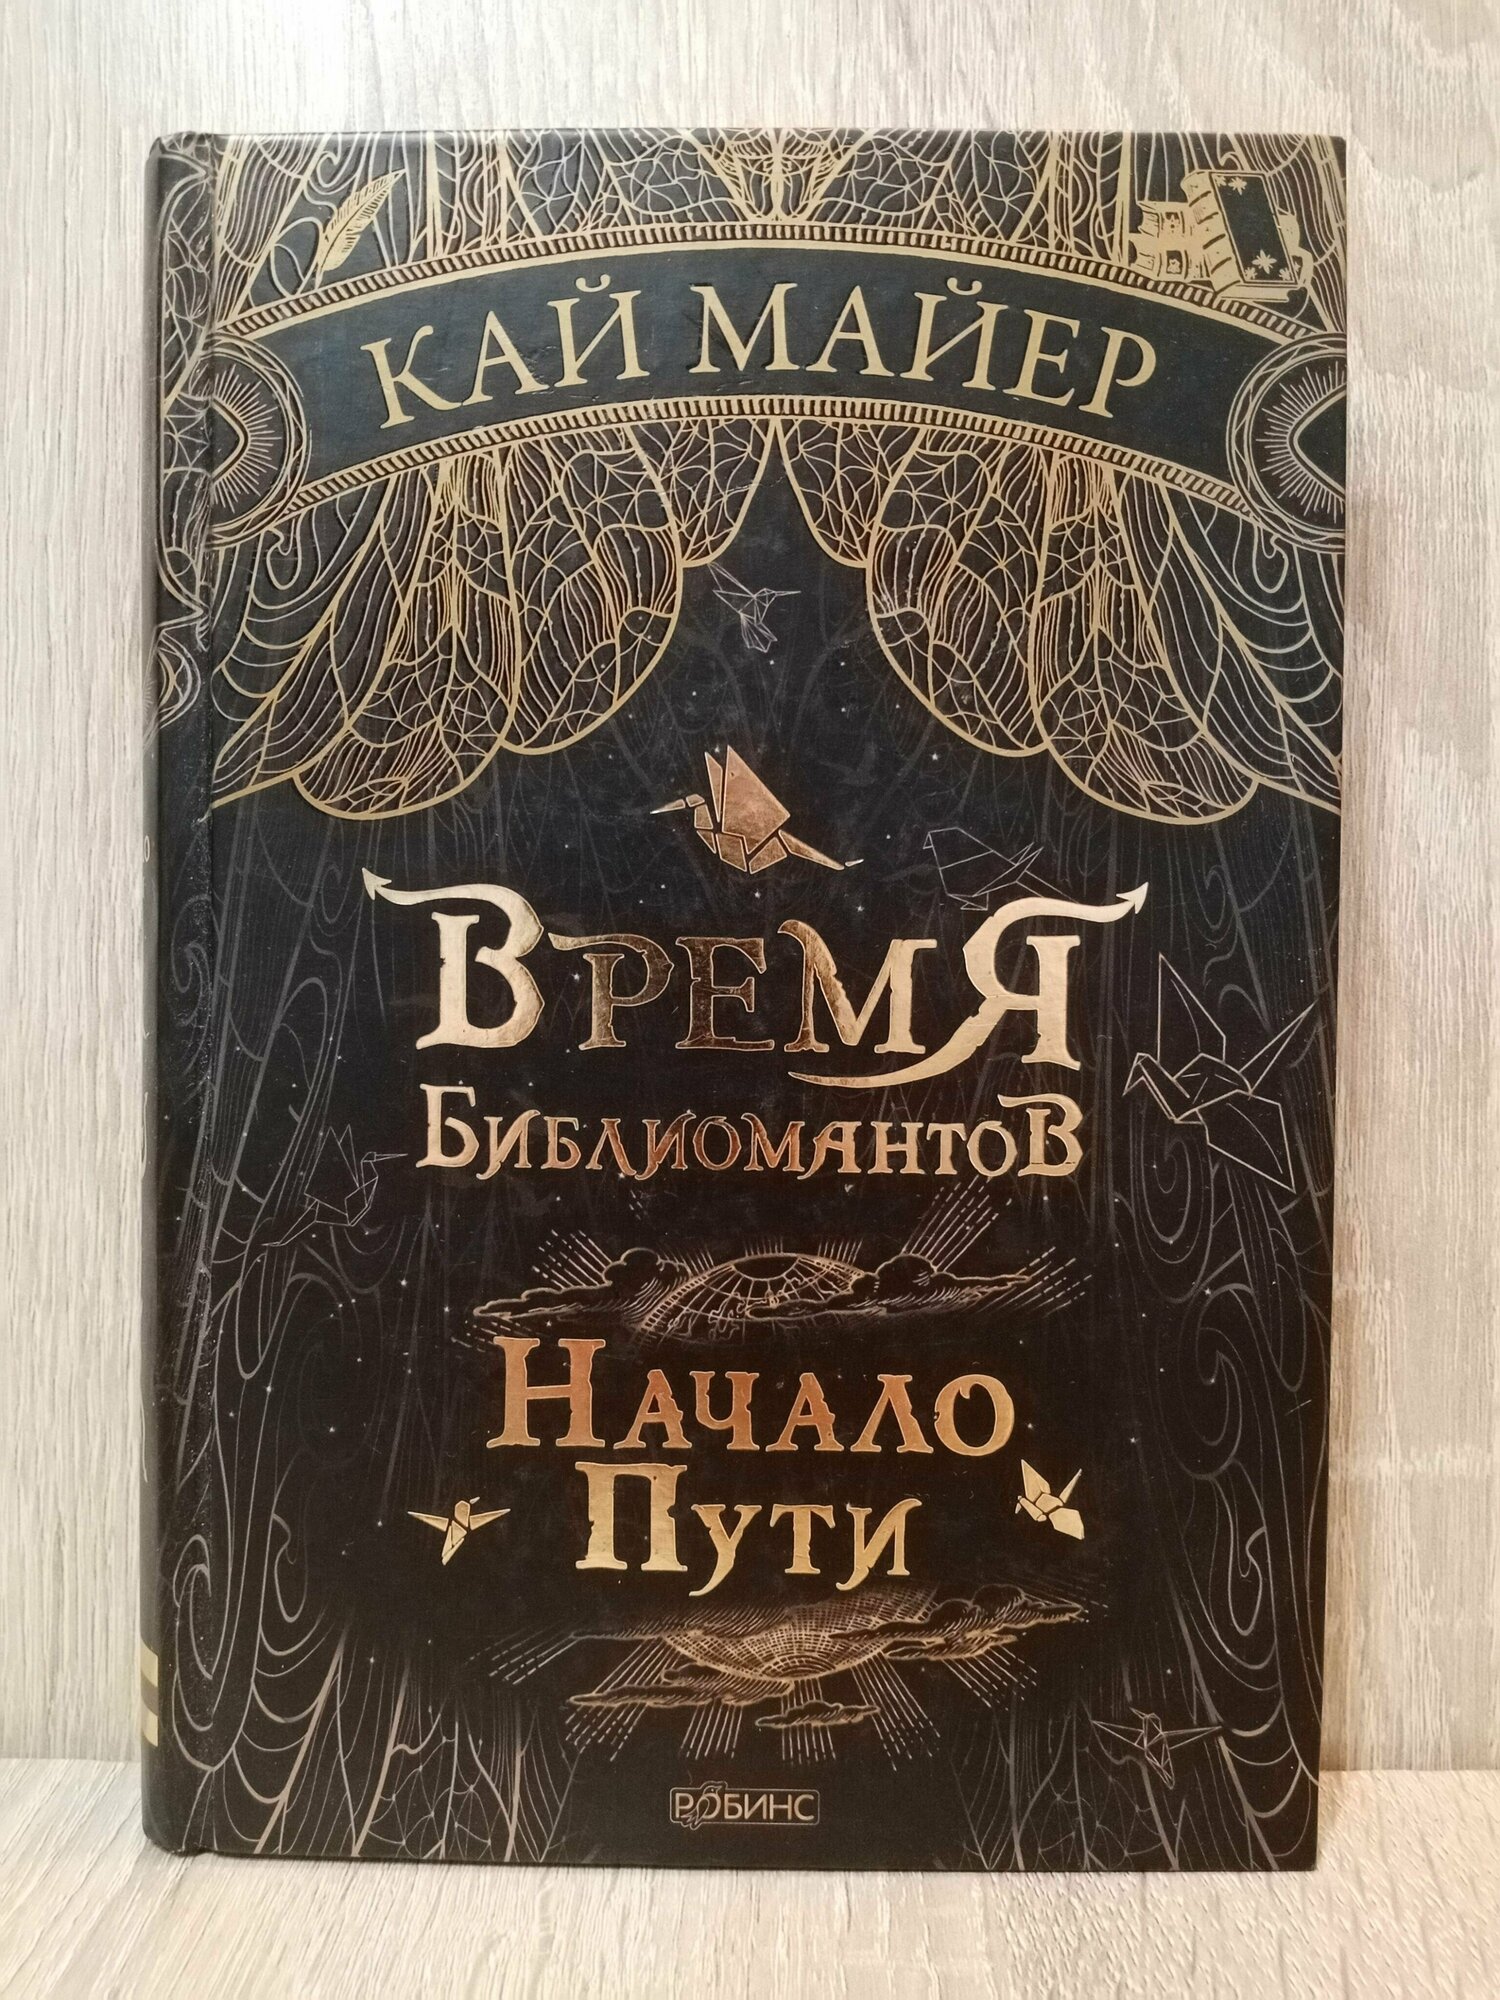 КАЙ МАЙЕР
ВРЕМЯ
БИБЛИОМАНТОВ
НАЧАЛО
ПУТИ
РОБИНС